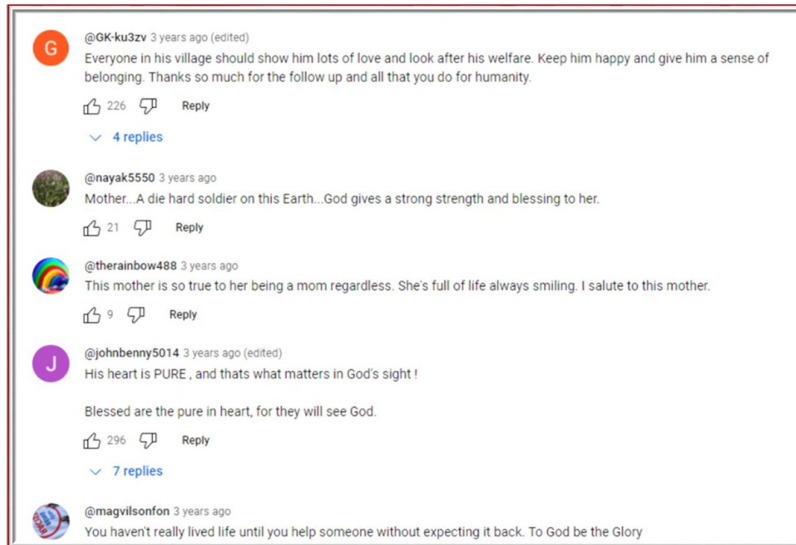 G
@GK-ku3zv 3 years ago (edited)
Everyone in his village should show him lots of love and look after his welfare. Keep him happy and give him a sense of
belonging. Thanks so much for the follow up and all that you do for humanity.
226 Reply
4 replies
@nayak5550 3 years ago
Mother...A die hard soldier on this Earth...God gives a strong strength and blessing to her.
21 Reply
@therainbow488 3 years ago
This mother is so true to her being a mom regardless. She's full of life always smiling. I salute to this mother.
9 Reply
J
@johnbenny5014 3 years ago (edited)
His heart is PURE , and thats what matters in God's sight !
Blessed are the pure in heart, for they will see God.
296 Reply
7 replies
@magvilsonfon 3 years ago
You haven't really lived life until you help someone without expecting it back. To God be the Glory